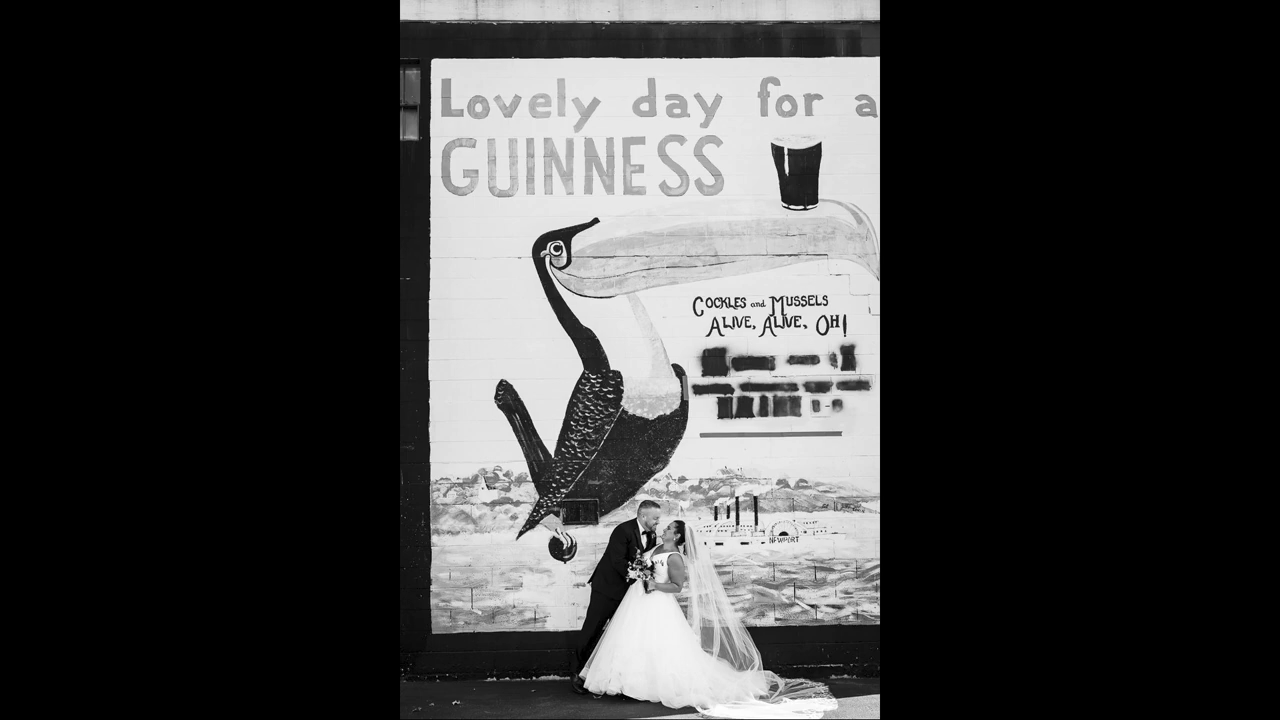 Lovely day for a
GUINNESS
COCKLES and MUSSELS
ALIVE, ALIVE, OH!
NEWPORT